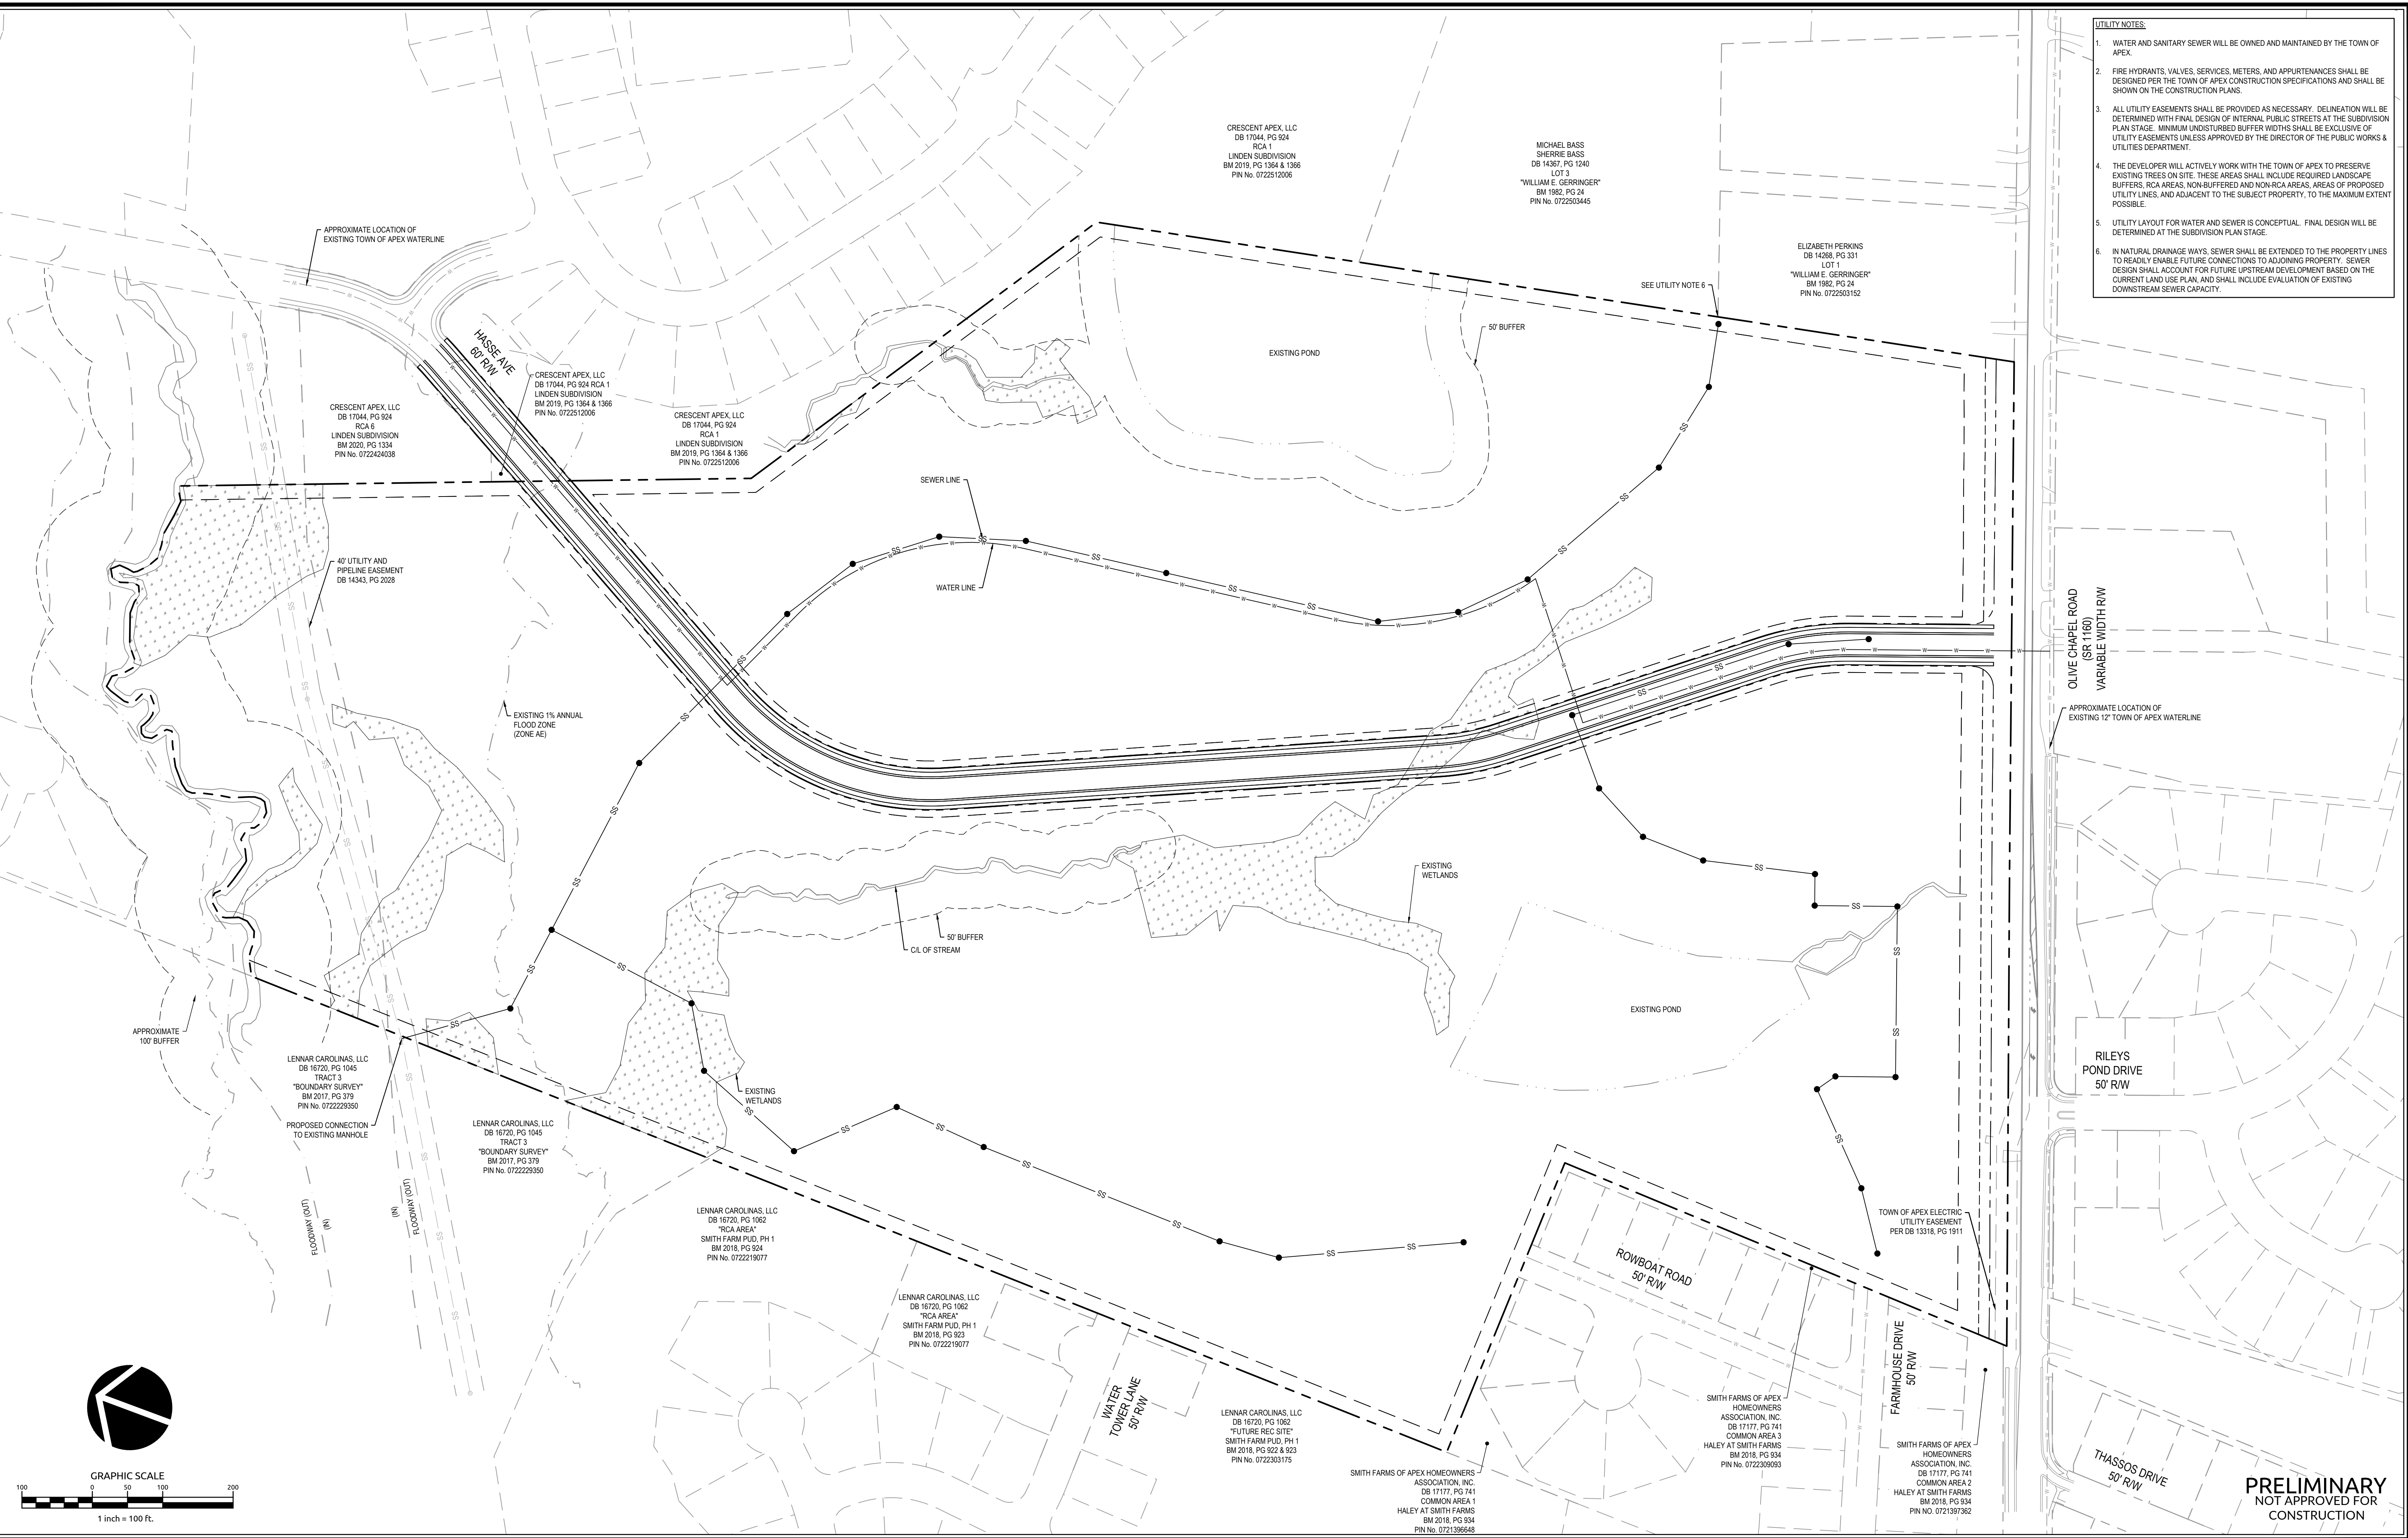 UTILITY NOTES:
1. WATER AND SANITARY SEWER WILL BE OWNED AND MAINTAINED BY THE TOWN OF
APEX.
2. FIRE HYDRANTS, VALVES, SERVICES, METERS, AND APPURTENANCES SHALL BE
DESIGNED PER THE TOWN OF APEX CONSTRUCTION SPECIFICATIONS AND SHALL BE
SHOWN ON THE CONSTRUCTION PLANS.
3. ALL UTILITY EASEMENTS SHALL BE PROVIDED AS NECESSARY. DELINEATION WILL BE
DETERMINED WITH FINAL DESIGN OF INTERNAL PUBLIC STREETS AT THE SUBDIVISION
PLAN STAGE. MINIMUM UNDISTURBED BUFFER WIDTHS SHALL BE EXCLUSIVE OF
UTILITY EASEMENTS UNLESS APPROVED BY THE DIRECTOR OF THE PUBLIC WORKS &
UTILITIES DEPARTMENT.
4. THE DEVELOPER WILL ACTIVELY WORK WITH THE TOWN OF APEX TO PRESERVE
EXISTING TREES ON SITE. THESE AREAS SHALL INCLUDE REQUIRED LANDSCAPE
BUFFERS, RCA AREAS, NON-BUFFERED AND NON-RCA AREAS, AREAS OF PROPOSED
UTILITY LINES, AND ADJACENT TO THE SUBJECT PROPERTY, TO THE MAXIMUM EXTENT
POSSIBLE.
5. UTILITY LAYOUT FOR WATER AND SEWER IS CONCEPTUAL. FINAL DESIGN WILL BE
DETERMINED AT THE SUBDIVISION PLAN STAGE.
6. IN NATURAL DRAINAGE WAYS, SEWER SHALL BE EXTENDED TO THE PROPERTY LINES
TO READILY ENABLE FUTURE CONNECTIONS TO ADJOINING PROPERTY. SEWER
DESIGN SHALL ACCOUNT FOR FUTURE UPSTREAM DEVELOPMENT BASED ON THE
CURRENT LAND USE PLAN, AND SHALL INCLUDE EVALUATION OF EXISTING
DOWNSTREAM SEWER CAPACITY.
CRESCENT APEX, LLC
DB 17044, PG 924
RCA 1
LINDEN SUBDIVISION
BM 2019, PG 1364 & 1366
PIN No. 0722512006
MICHAEL BASS
SHERRIE BASS
DB 14367, PG 1240
LOT 3
"WILLIAM E. GERRINGER"
BM 1982, PG 24
PIN No. 0722503445
ELIZABETH PERKINS
DB 14268, PG 331
LOT 1
"WILLIAM E. GERRINGER"
BM 1982, PG 24
PIN No. 0722503152
APPROXIMATE LOCATION OF
EXISTING TOWN OF APEX WATERLINE
SEE UTILITY NOTE 6
50' BUFFER
EXISTING POND
HASSE AVE
60' R/W
CRESCENT APEX, LLC
DB 17044, PG 924 RCA 1
LINDEN SUBDIVISION
BM 2019, PG 1364 & 1366
PIN No. 0722512006
CRESCENT APEX, LLC
DB 17044, PG 924
RCA 6
LINDEN SUBDIVISION
BM 2020, PG 1334
PIN No. 0722424038
CRESCENT APEX, LLC
DB 17044, PG 924
RCA 1
LINDEN SUBDIVISION
BM 2019, PG 1364 & 1366
PIN No. 0722512006
SEWER LINE
WATER LINE
40' UTILITY AND
PIPELINE EASEMENT
DB 14343, PG 2028
EXISTING 1% ANNUAL
FLOOD ZONE
(ZONE AE)
OLIVE CHAPEL ROAD
(SR 1160)
VARIABLE WIDTH R/W
APPROXIMATE LOCATION OF
EXISTING 12" TOWN OF APEX WATERLINE
EXISTING
WETLANDS
50' BUFFER
C/L OF STREAM
EXISTING POND
APPROXIMATE
100' BUFFER
LENNAR CAROLINAS, LLC
DB 16720, PG 1045
TRACT 3
"BOUNDARY SURVEY"
BM 2017, PG 379
PIN No. 0722229350
PROPOSED CONNECTION
TO EXISTING MANHOLE
LENNAR CAROLINAS, LLC
DB 16720, PG 1045
TRACT 3
"BOUNDARY SURVEY"
BM 2017, PG 379
PIN No. 0722229350
EXISTING
WETLANDS
RILEYS
POND DRIVE
50' R/W
FLOODWAY (OUT)
(IN)
(IN)
FLOODWAY (OUT)
LENNAR CAROLINAS, LLC
DB 16720, PG 1062
"RCA AREA"
SMITH FARM PUD, PH 1
BM 2018, PG 924
PIN No. 0722219077
LENNAR CAROLINAS, LLC
DB 16720, PG 1062
"RCA AREA"
SMITH FARM PUD, PH 1
BM 2018, PG 923
PIN No. 0722219077
TOWN OF APEX ELECTRIC
UTILITY EASEMENT
PER DB 13318, PG 1911
ROWBOAT ROAD
50' R/W
FARMHOUSE DRIVE
50' R/W
WATER
TOWER LANE
50' R/W
LENNAR CAROLINAS, LLC
DB 16720, PG 1062
"FUTURE REC SITE"
SMITH FARM PUD, PH 1
BM 2018, PG 922 & 923
PIN No. 0722303175
SMITH FARMS OF APEX HOMEOWNERS
ASSOCIATION, INC.
DB 17177, PG 741
COMMON AREA 1
HALEY AT SMITH FARMS
BM 2018, PG 934
PIN No. 0721396648
SMITH FARMS OF APEX
HOMEOWNERS
ASSOCIATION, INC.
DB 17177, PG 741
COMMON AREA 3
HALEY AT SMITH FARMS
BM 2018, PG 934
PIN No. 0722309093
SMITH FARMS OF APEX
HOMEOWNERS
ASSOCIATION, INC.
DB 17177, PG 741
COMMON AREA 2
HALEY AT SMITH FARMS
BM 2018, PG 934
PIN NO. 0721397362
THASSOS DRIVE
50' R/W
GRAPHIC SCALE
100 0 50 100 200
1 inch = 100 ft.
PRELIMINARY
NOT APPROVED FOR
CONSTRUCTION